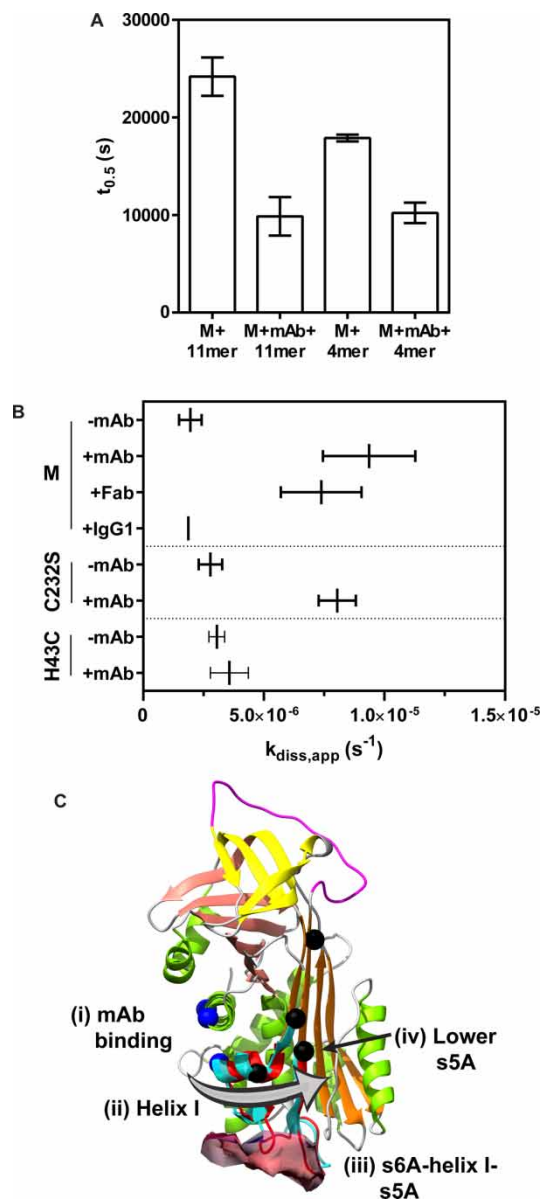 A
30000
20000
10000
0
t0.5 (s)
M+ 11mer
M+mAb+ 11mer
M+ 4mer
M+mAb+ 4mer
B
M
-mAb
+mAb
+Fab
+IgG1
C232S
-mAb
+mAb
H43C
-mAb
+mAb
0
5.0×10-6
1.0×10-5
1.5×10-5
kdiss,app (s-1)
C
(i) mAb
binding
(ii) Helix I
(iv) Lower
s5A
(iii) s6A-helix I-
s5A